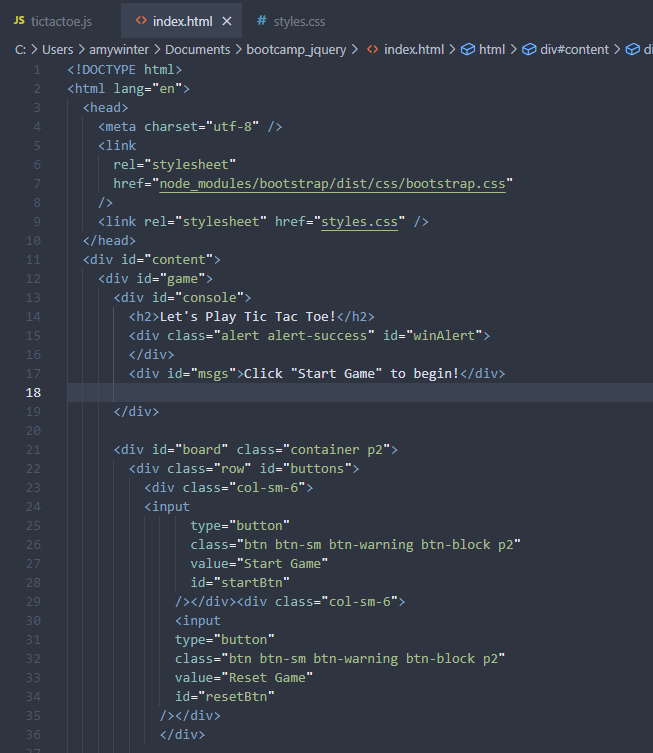 JS tictactoe.js <> index.html × # styles.css
C: > Users > amywinter > Documents > bootcamp_jquery > <> index.html > html > div#content > di
1 <!DOCTYPE html>
2 <html lang="en">
3 <head>
4 <meta charset="utf-8" />
5 <link
6 rel="stylesheet"
7 href="node_modules/bootstrap/dist/css/bootstrap.css"
8 />
9 <link rel="stylesheet" href="styles.css" />
10 </head>
11 <div id="content">
12 <div id="game">
13 <div id="console">
14 <h2>Let's Play Tic Tac Toe!</h2>
15 <div class="alert alert-success" id="winAlert">
16 </div>
17 <div id="msgs">Click "Start Game" to begin!</div>
18
19 </div>
20
21 <div id="board" class="container p2">
22 <div class="row" id="buttons">
23 <div class="col-sm-6">
24 <input
25 type="button"
26 class="btn btn-sm btn-warning btn-block p2"
27 value="Start Game"
28 id="startBtn"
29 /></div><div class="col-sm-6">
30 <input
31 type="button"
32 class="btn btn-sm btn-warning btn-block p2"
33 value="Reset Game"
34 id="resetBtn"
35 /></div>
36 </div>